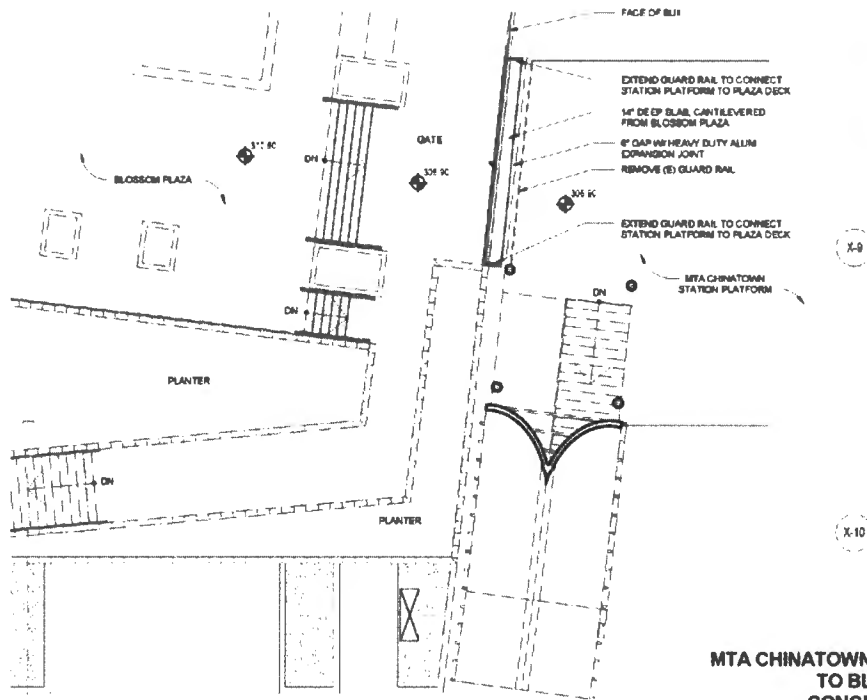 FACE OF
EXTEND GUARD RAIL TO CONNECT
STATION PLATFORM TO PLAZA DECK
14" DEEP SLAB CANTILEVERED
FROM BLOSSOM PLAZA
6" GAP W/ HEAVY DUTY ALUM
EXPANSION JOINT
REMOVE (E) GUARD RAIL
GATE
DN
BLOSSOM PLAZA
306.90
EXTEND GUARD RAIL TO CONNECT
STATION PLATFORM TO PLAZA DECK
X-9
MTA CHINATOWN
STATION PLATFORM
DN
DN
PLANTER
DN
PLANTER
X-10
MTA CHINATOWN
TO